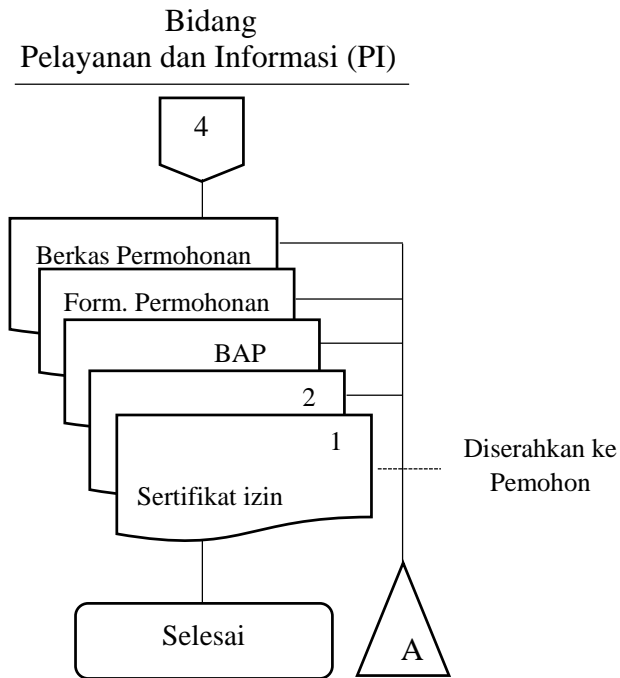 Bidang
Pelayanan dan Informasi (PI)
4
Berkas Permohonan
Form. Permohonan
BAP
2
1
Sertifikat izin
Diserahkan ke
Pemohon
Selesai
A